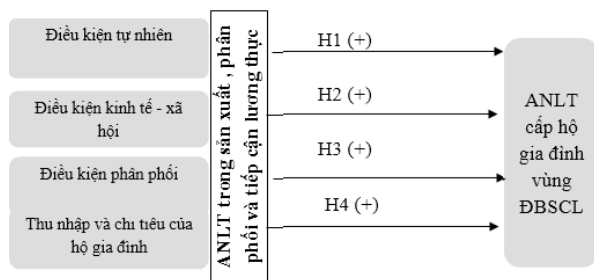 Điều kiện tự nhiên
Điều kiện kinh tế - xã
hội
Điều kiện phân phối
Thu nhập và chi tiêu của
hộ gia đình
ANLT trong sản xuất , phân
phối và tiếp cận lương thực
H1 (+)
H2 (+)
H3 (+)
H4 (+)
ANLT
cấp hộ
gia đình
vùng
ĐBSCL